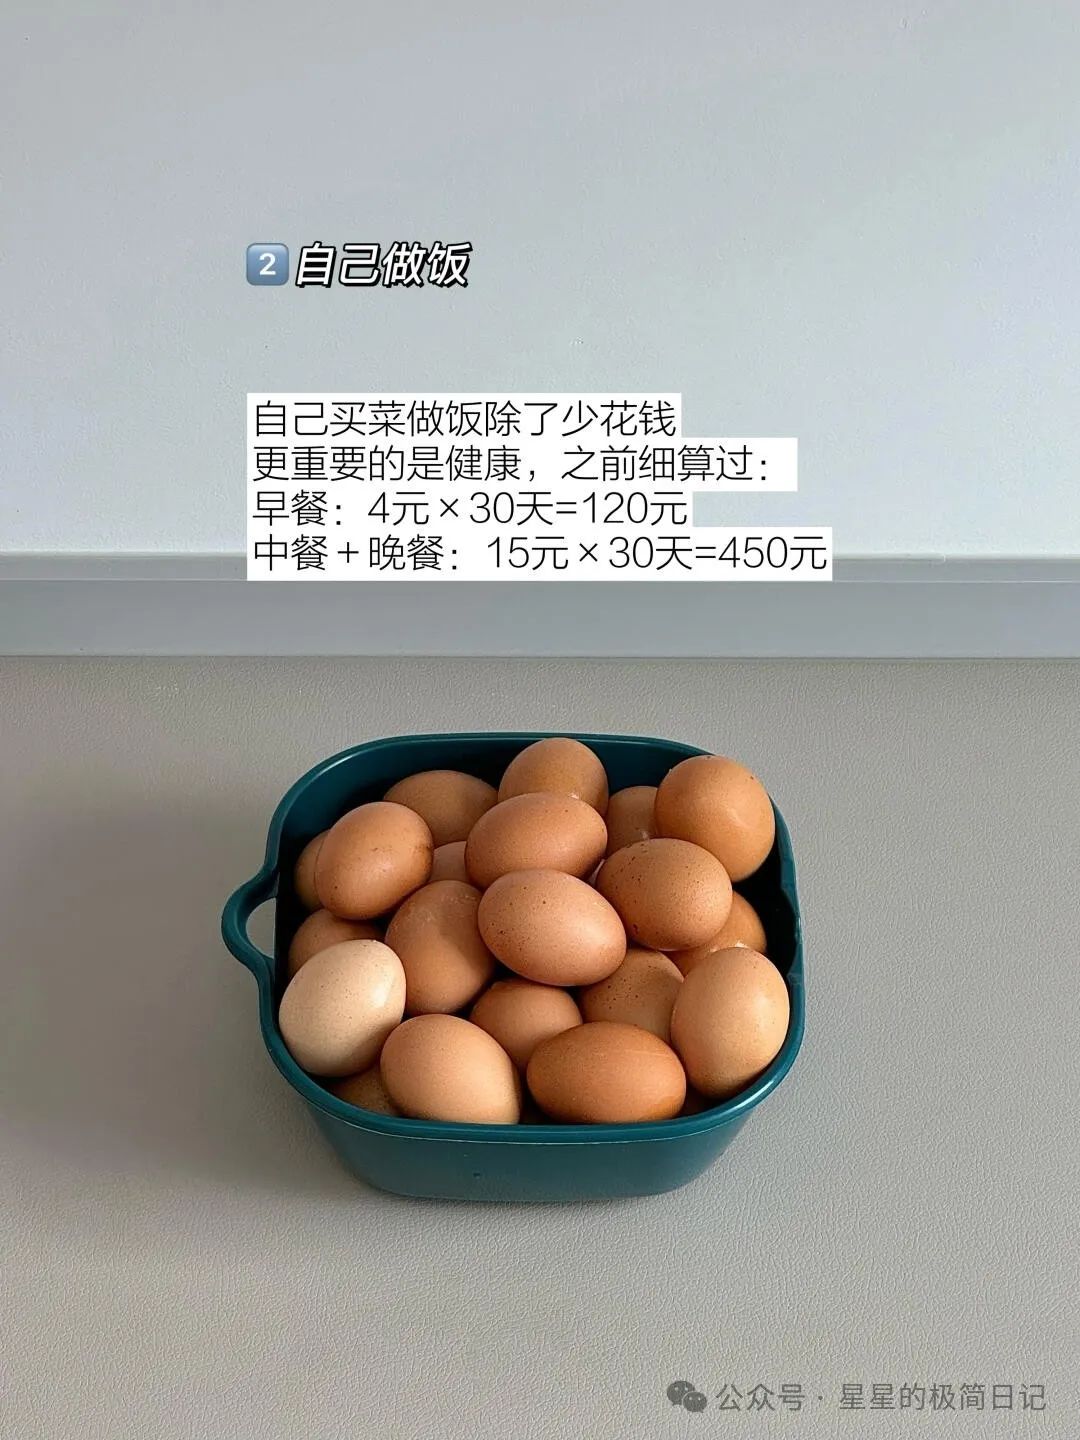 2 自己做饭
自己买菜做饭除了少花钱
更重要的是健康，之前细算过：
早餐：4元×30天=120元
中餐＋晚餐：15元×30天=450元
公众号·星星的极简日记